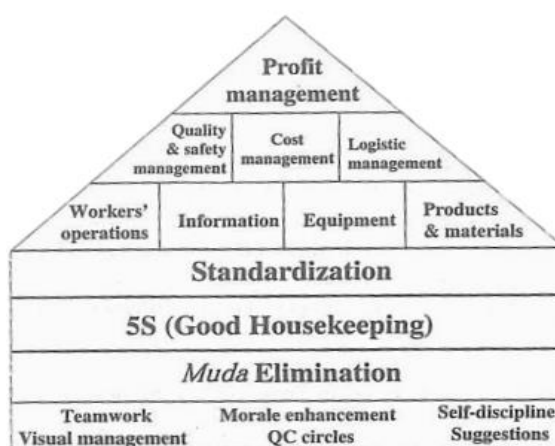 Profit
management
Quality
& safety
management
Cost
management
Logistic
management
Workers'
operations
Information
Equipment
Products
& materials
Standardization
5S (Good Housekeeping)
Muda Elimination
Teamwork
Visual management
Morale enhancement
QC circles
Self-discipline
Suggestions